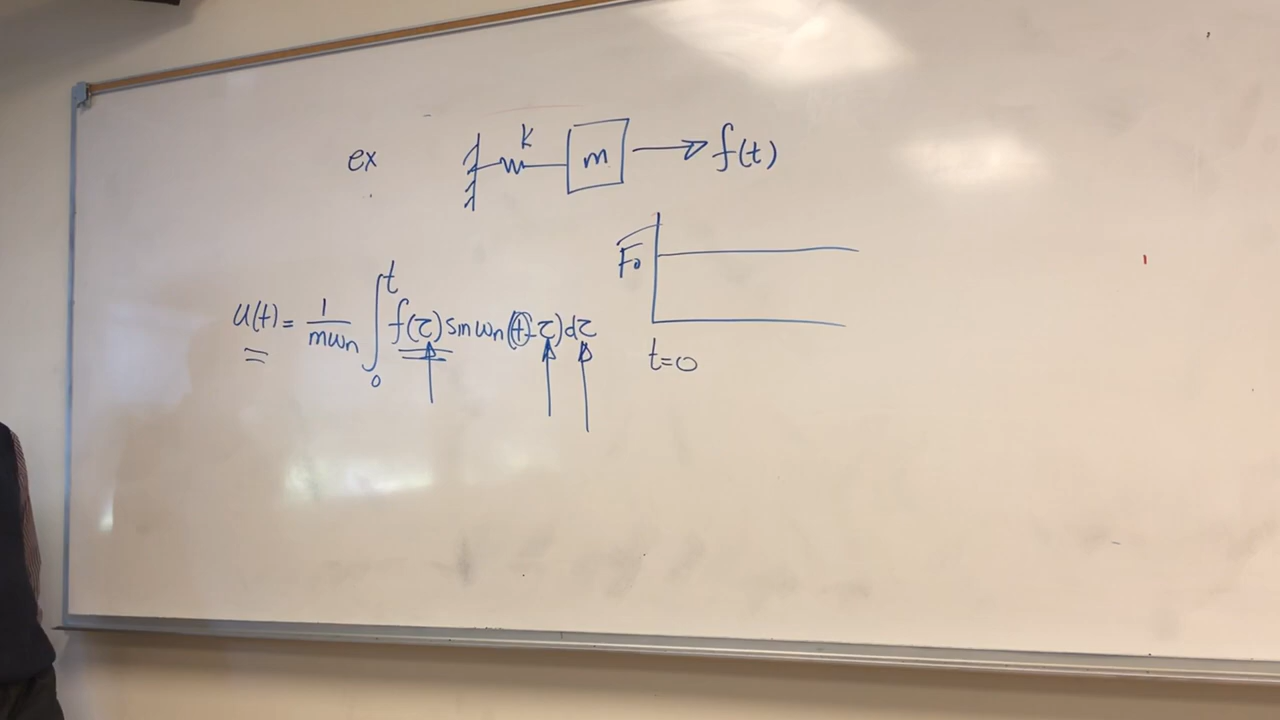 ex
k
m
f(t)
F₀
u(t) = 1/mωn ∫₀ᵗ f(τ) sin ωn (t-τ) dτ
t=0